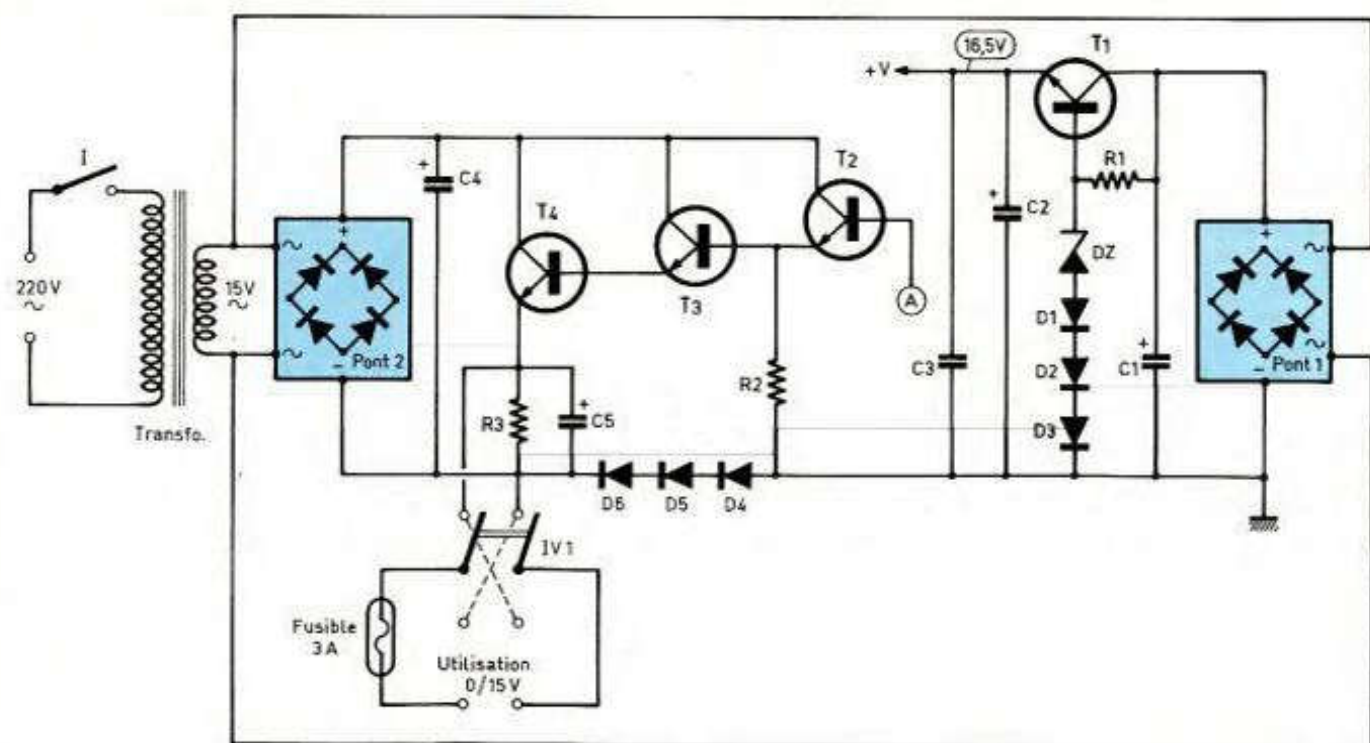 I
220V
~
Transfo.
15V
~
~
~
+
-
Pont 2
+
C4
T4
T3
T2
A
R3
+
C5
R2
D6
D5
D4
IV1
Fusible
3A
Utilisation
0/15V
+V
16,5V
T1
R1
+
C2
C3
DZ
D1
D2
D3
+
C1
+
-
Pont 1
~
~